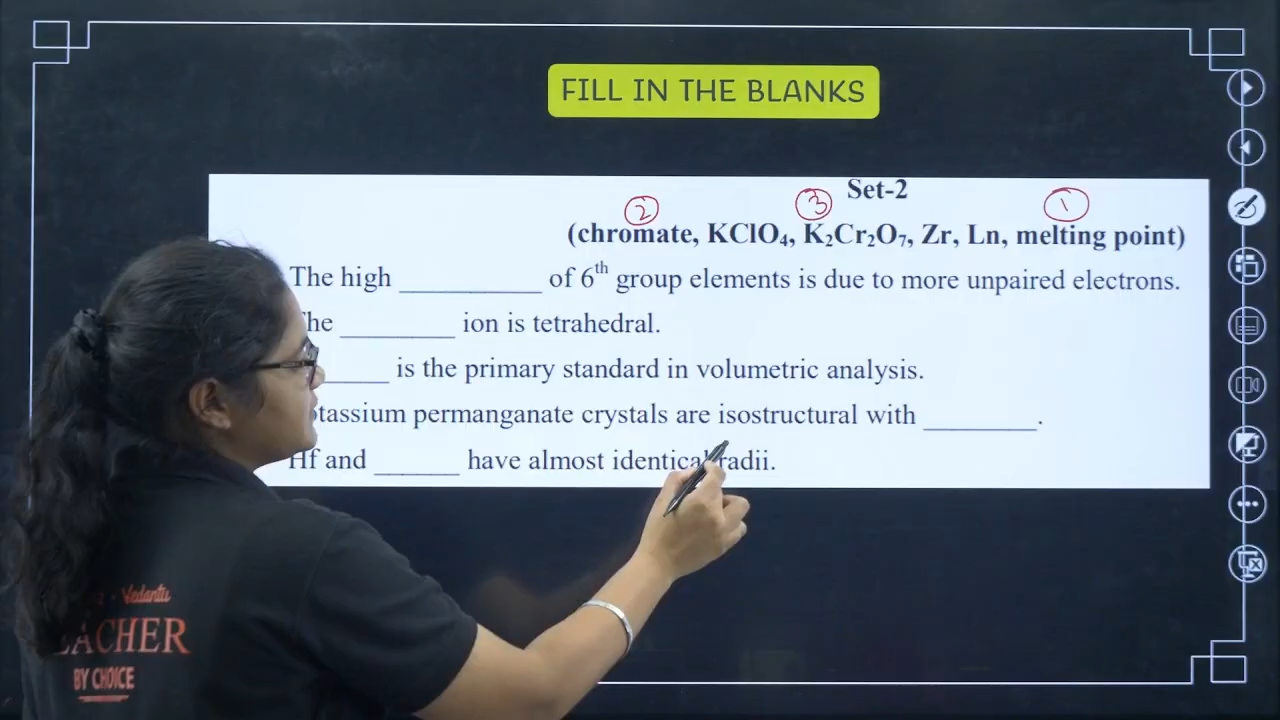 FILL IN THE BLANKS
Set-2
② ③ ①
(chromate, KClO₄, K₂Cr₂O₇, Zr, Ln, melting point)
The high __________ of 6th group elements is due to more unpaired electrons.
he ________ ion is tetrahedral.
____ is the primary standard in volumetric analysis.
otassium permanganate crystals are isostructural with ________.
Hf and ______ have almost identical radii.
Vedantu
EACHER
BY CHOICE